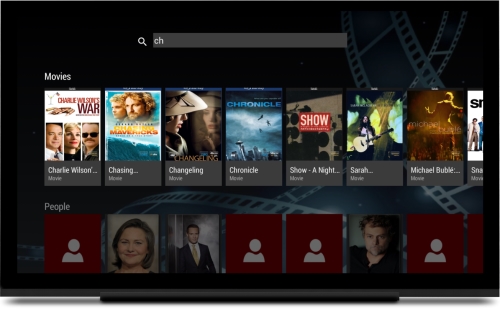 ch
Movies
CHARLIE WILSON'S
WAR
CHASING
MAVERICKS
CHANGELING
CHRONICLE
SHOW
michael
Charlie Wilson'...
Movie
Chasing...
Movie
Changeling
Movie
Chronicle
Movie
Show - A Night...
Movie
Sarah...
Movie
Michael Bublé:...
Movie
Sna
Movie
People